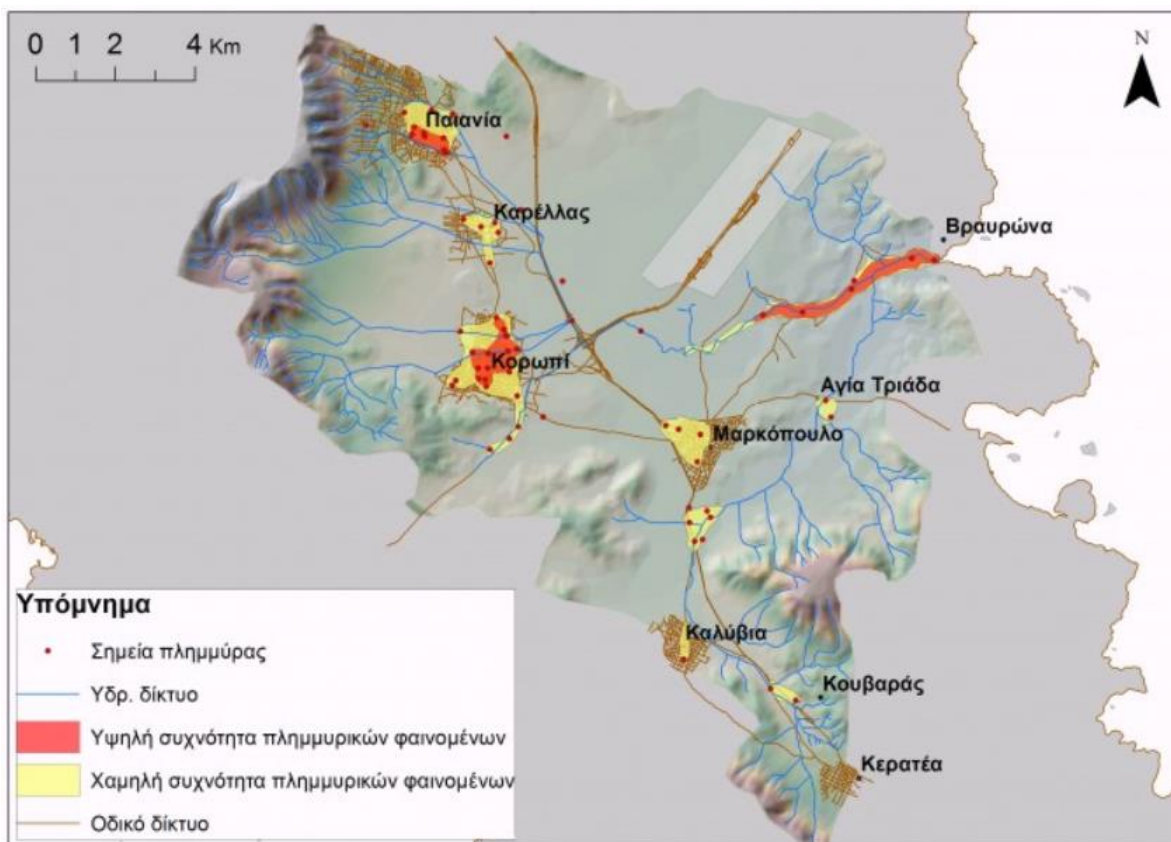 0 1 2 4 Km
N
Παιανία
Καρέλλας
Βραυρώνα
Κορωπί
Αγία Τριάδα
Μαρκόπουλο
Καλύβια
Κουβαράς
Κερατέα
Υπόμνημα
Σημεία πλημμύρας
Υδρ. δίκτυο
Υψηλή συχνότητα πλημμυρικών φαινομένων
Χαμηλή συχνότητα πλημμυρικών φαινομένων
Οδικό δίκτυο